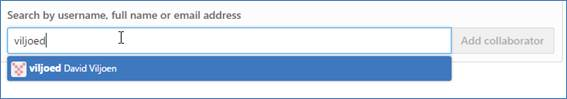 Search by username, full name or email address
viljoed
Add collaborator
viljoed David Viljoen